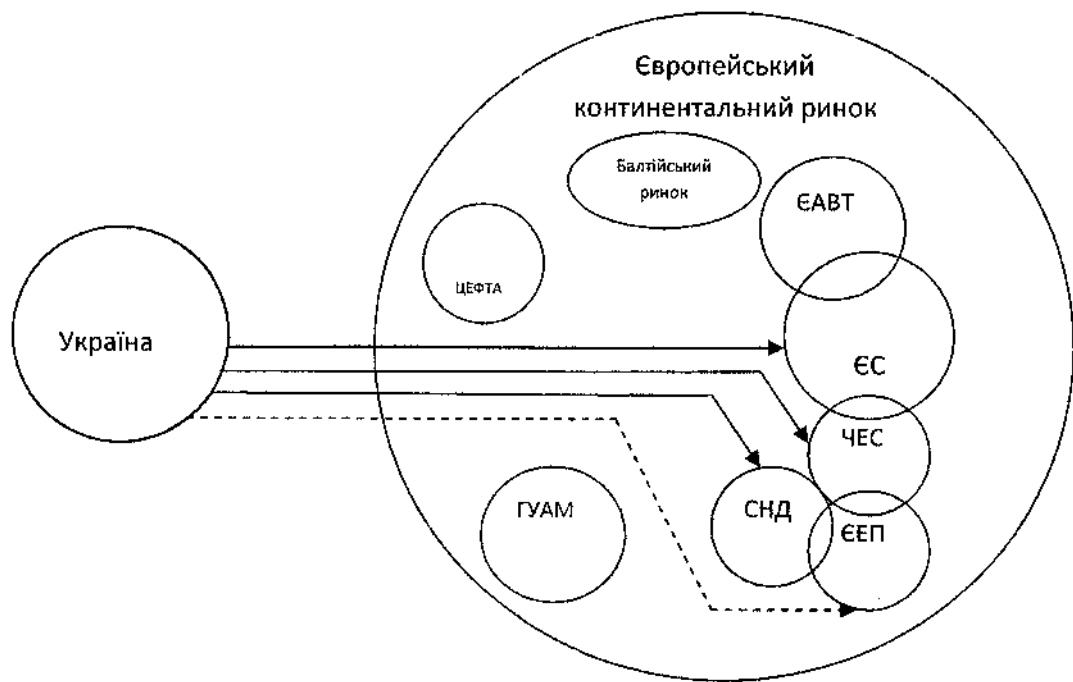 Європейський
континентальний ринок
Балтійський
ринок
ЄАВТ
ЦЕФТА
Україна
ЄС
ЧЕС
ГУАМ
СНД
ЄЕП